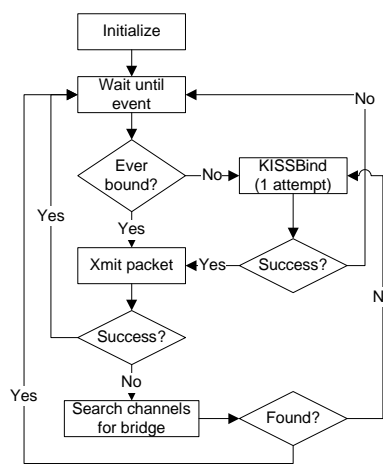 Initialize
Wait until
event
No
Ever
bound?
No
KISSBind
(1 attempt)
Yes
Yes
Xmit packet
Yes
Success?
N
Success?
Yes
No
Search channels
for bridge
Found?